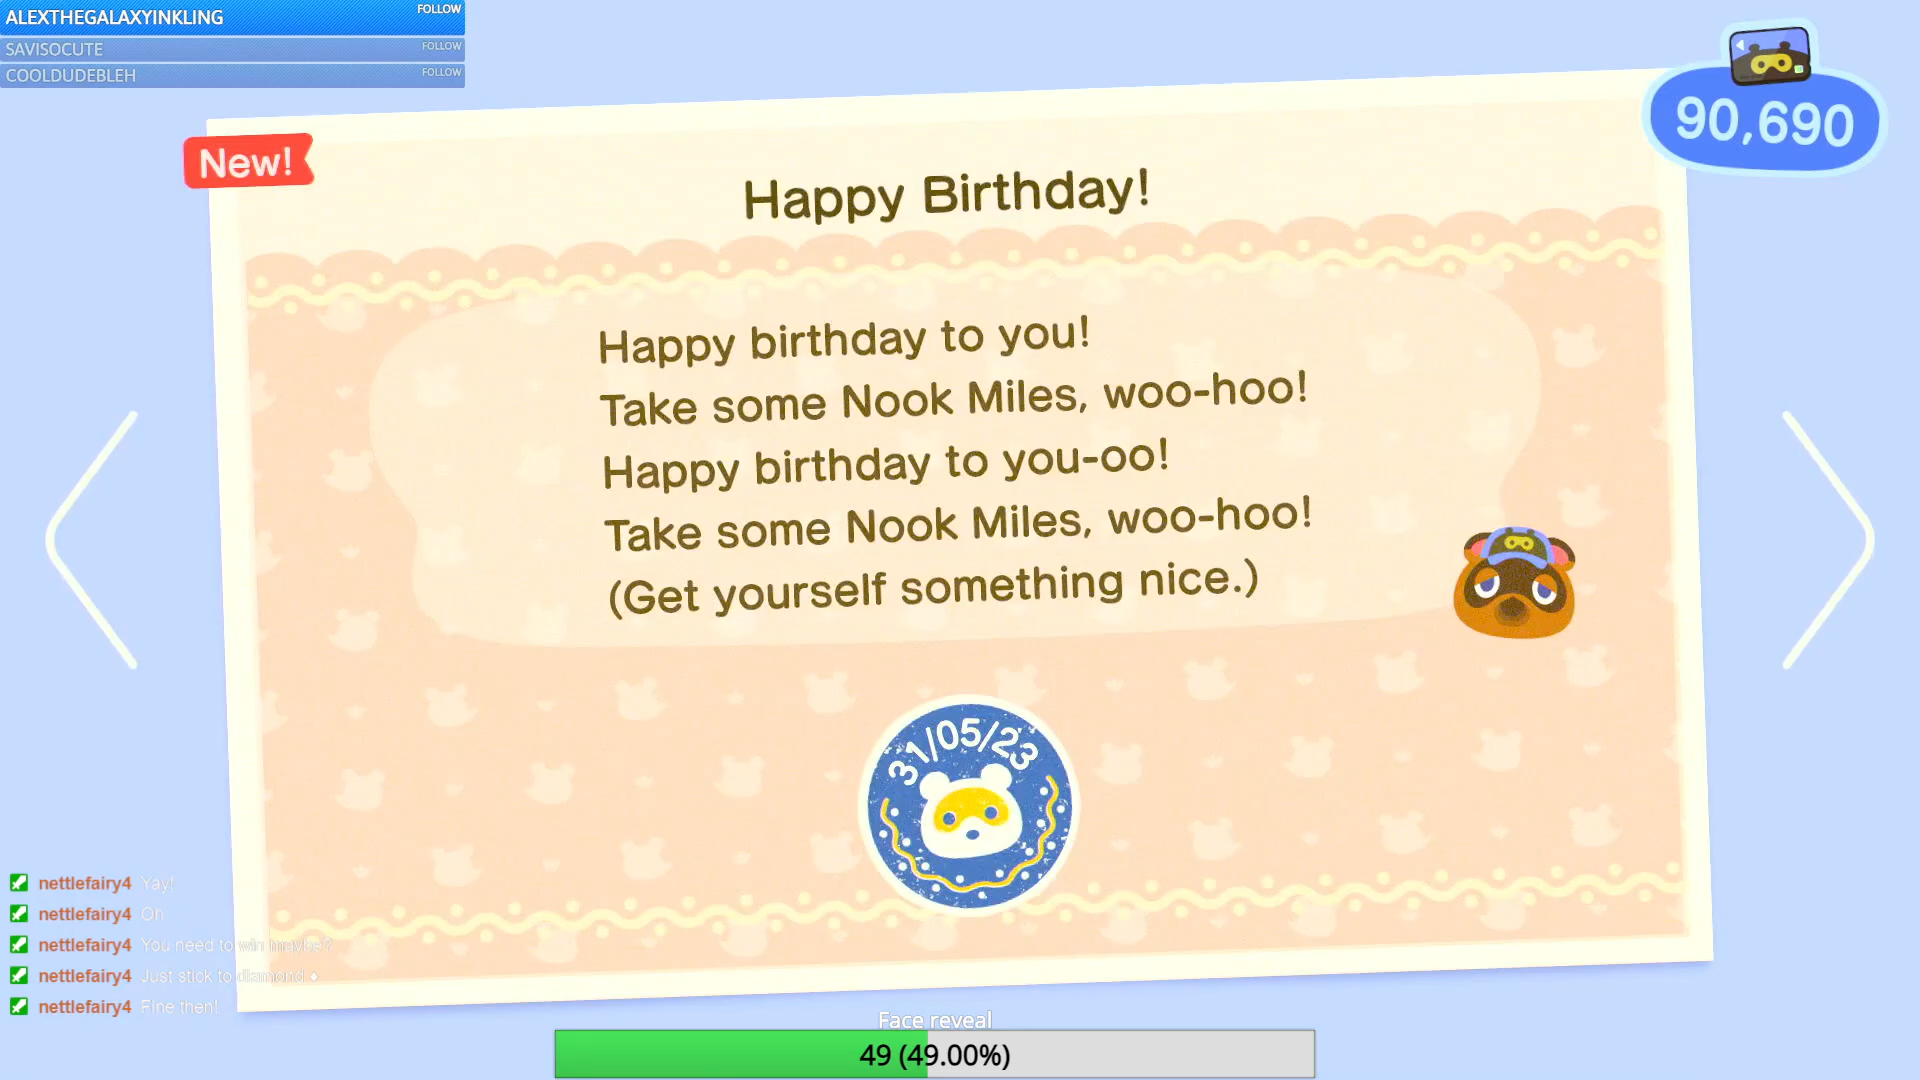 ALEXTHEGALAXYINKLING FOLLOW
SAVISOCUTE FOLLOW
COOLDUDEBLEH FOLLOW
90,690
New!
Happy Birthday!
Happy birthday to you!
Take some Nook Miles, woo-hoo!
Happy birthday to you-oo!
Take some Nook Miles, woo-hoo!
(Get yourself something nice.)
31/05/23
nettlefairy4 Yay!
nettlefairy4 Oh
nettlefairy4 You need to win maybe?
nettlefairy4 Just stick to diamond ♦
nettlefairy4 Fine then!
Face reveal
49 (49.00%)